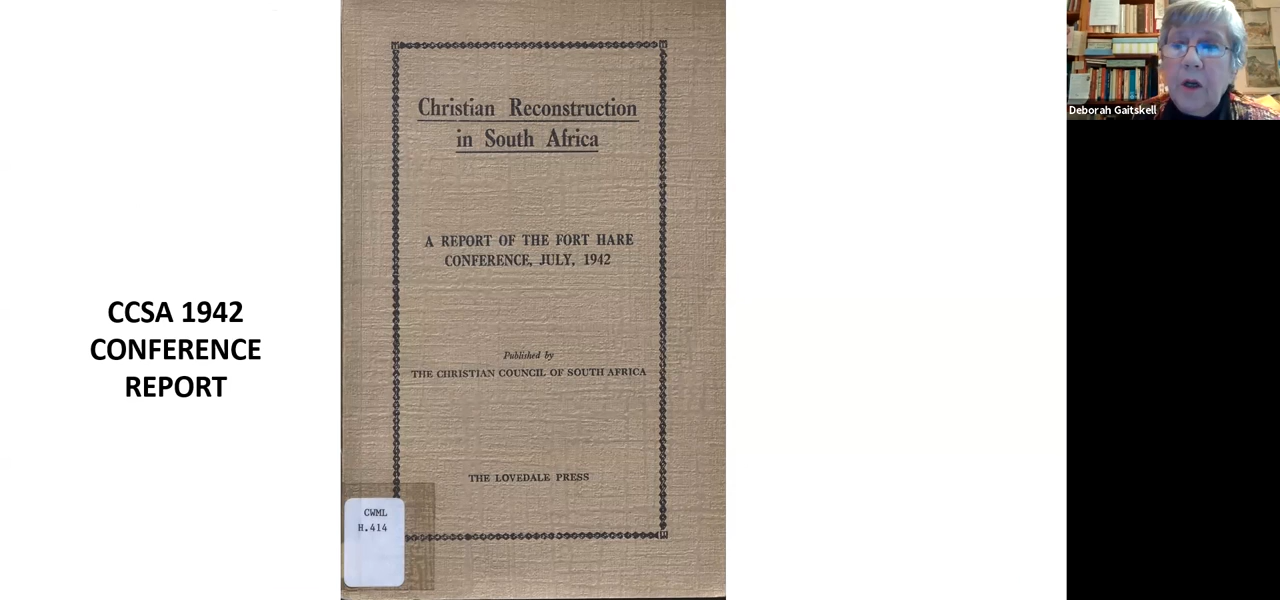 CCSA 1942
CONFERENCE
REPORT
Christian Reconstruction
in South Africa
A REPORT OF THE FORT HARE
CONFERENCE, JULY, 1942
Published by
THE CHRISTIAN COUNCIL OF SOUTH AFRICA
THE LOVEDALE PRESS
CWML
H.414
Deborah Gaitskell